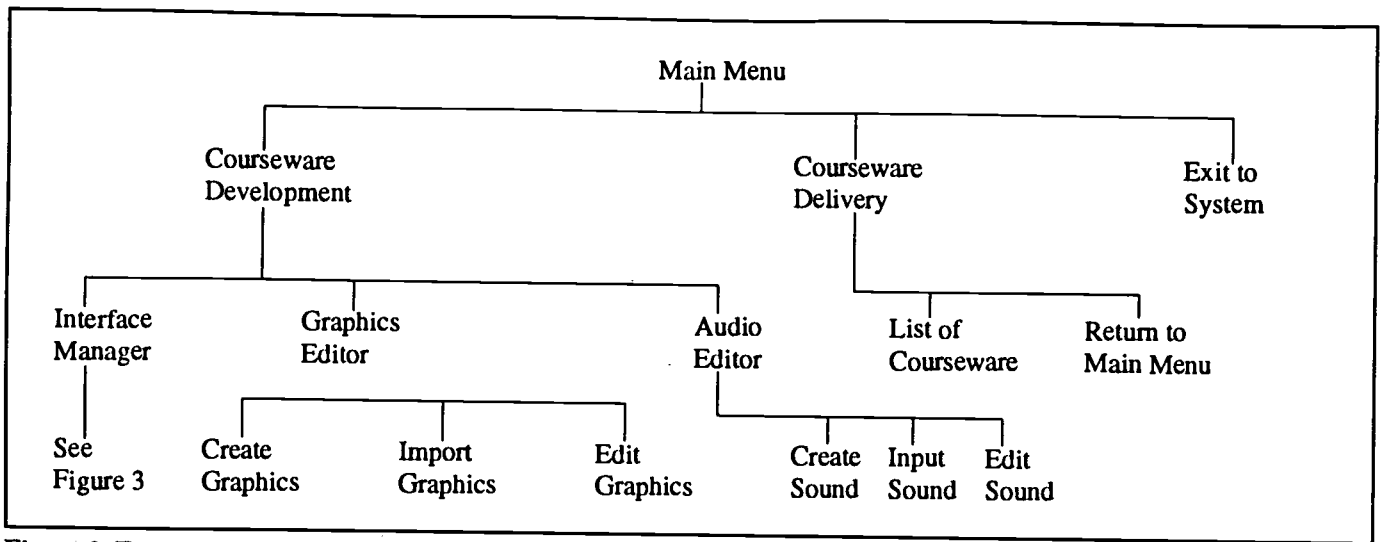 Main Menu
Courseware
Development
Courseware
Delivery
Exit to
System
Interface
Manager
Graphics
Editor
Audio
Editor
List of
Courseware
Return to
Main Menu
See
Figure 3
Create
Graphics
Import
Graphics
Edit
Graphics
Create
Sound
Input
Sound
Edit
Sound